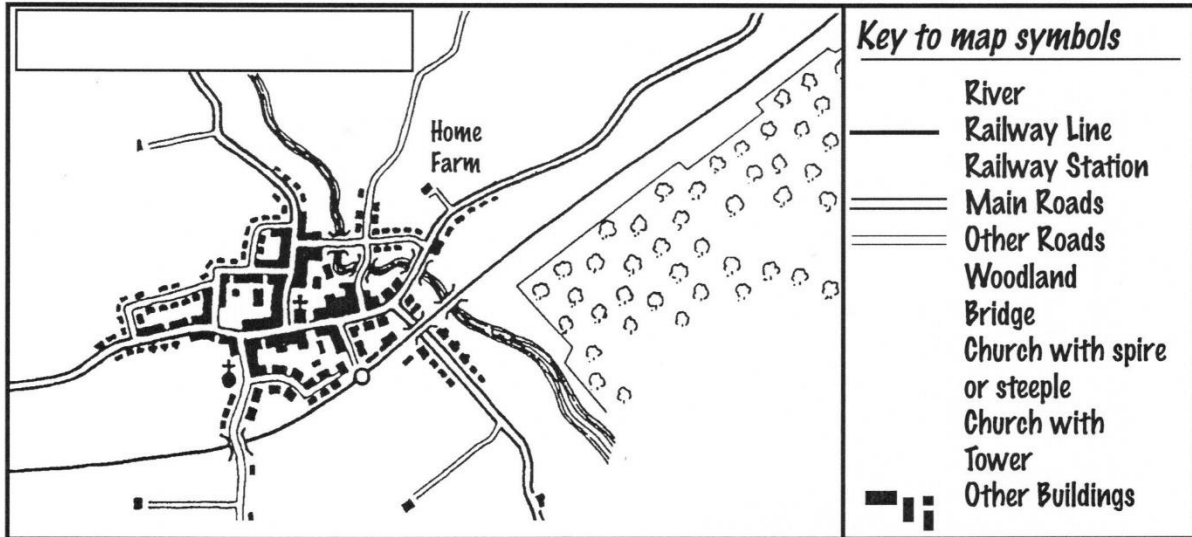 Home
Farm
Key to map symbols
River
Railway Line
Railway Station
Main Roads
Other Roads
Woodland
Bridge
Church with spire
or steeple
Church with
Tower
Other Buildings